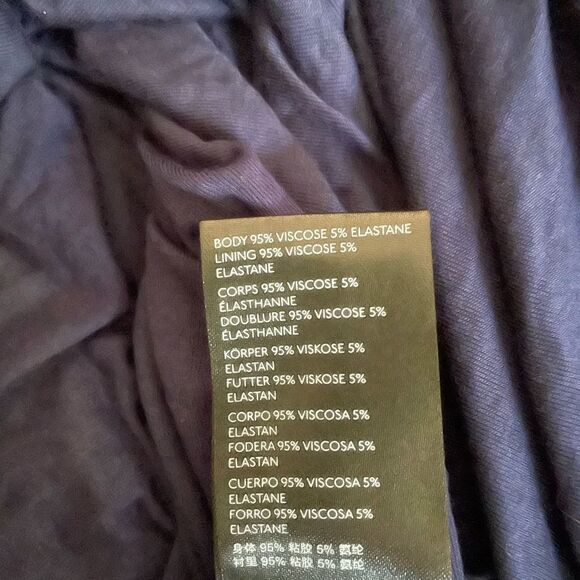 BODY 95% VISCOSE 5% ELASTANE
LINING 95% VISCOSE 5%
ELASTANE
CORPS 95% VISCOSE 5%
ÉLASTHANNE
DOUBLURE 95% VISCOSE 5%
ÉLASTHANNE
KÖRPER 95% VISKOSE 5%
ELASTAN
FUTTER 95% VISKOSE 5%
ELASTAN
CORPO 95% VISCOSA 5%
ELASTAN
FODERA 95% VISCOSA 5%
ELASTAN
CUERPO 95% VISCOSA 5%
ELASTANE
FORRO 95% VISCOSA 5%
ELASTANE
身体 95% 粘胶 5% 氨纶
衬里 95% 粘胶 5% 氨纶